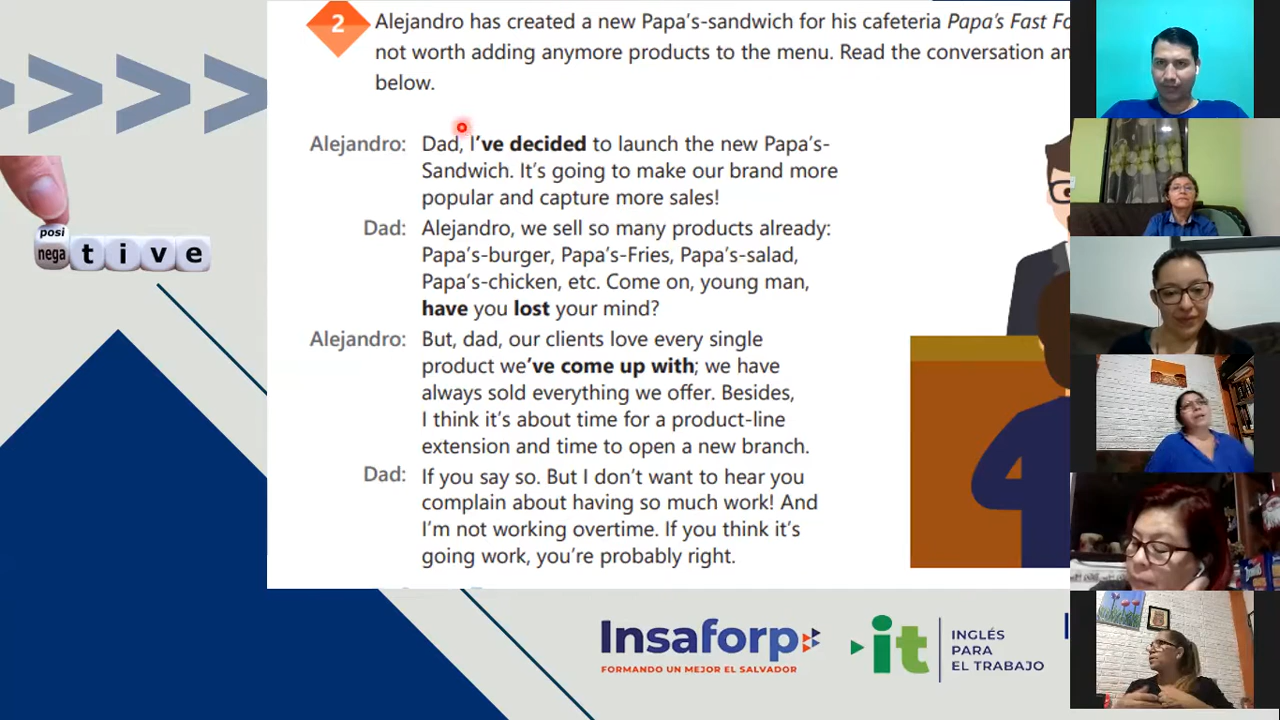 2
Alejandro has created a new Papa's-sandwich for his cafeteria Papa's Fast
not worth adding anymore products to the menu. Read the conversation
below.
Alejandro: Dad, I've decided to launch the new Papa's-
Sandwich. It's going to make our brand more
popular and capture more sales!
Dad: Alejandro, we sell so many products already:
Papa's-burger, Papa's-Fries, Papa's-salad,
Papa's-chicken, etc. Come on, young man,
have you lost your mind?
Alejandro: But, dad, our clients love every single
product we've come up with; we have
always sold everything we offer. Besides,
I think it's about time for a product-line
extension and time to open a new branch.
Dad: If you say so. But I don't want to hear you
complain about having so much work! And
I'm not working overtime. If you think it's
going work, you're probably right.
posi
nega tive
Insaforp
FORMANDO UN MEJOR EL SALVADOR
it
INGLÉS
PARA
EL TRABAJO